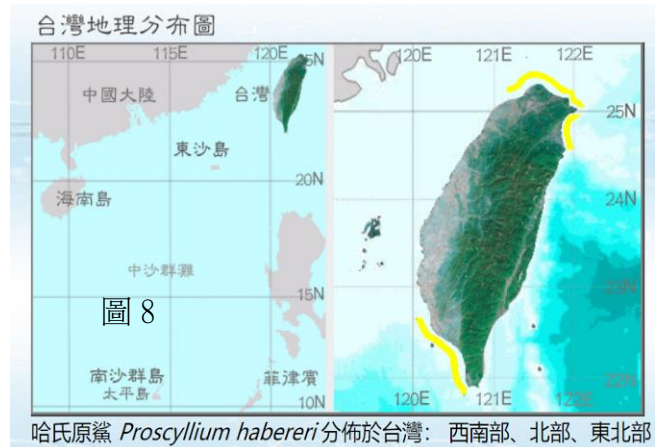 台灣地理分布圖
110E 115E 120E 25N
中國大陸 台灣
東沙島
20N
海南島
中沙群灘
15N
圖 8
南沙群島
太平島
菲律賓
10N
120E 121E 122E
25N
24N
23N
22N
120E 121E 122E
哈氏原鯊 Proscyllium habereri 分佈於台灣： 西南部、北部、東北部